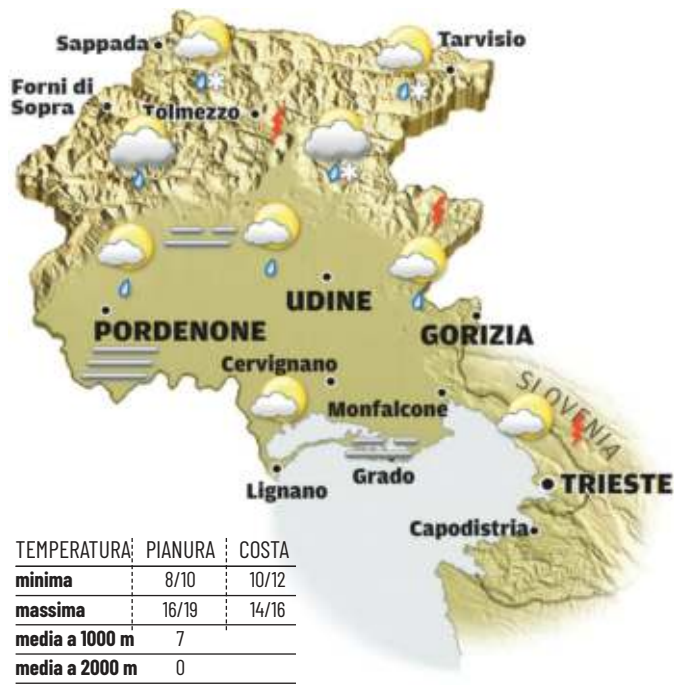 Sappada
Tarvisio
Forni di
Sopra
Tolmezzo
UDINE
PORDENONE
GORIZIA
Cervignano
SLOVENIA
Monfalcone
Grado
Lignano
TRIESTE
Capodistria
TEMPERATURA PIANURA COSTA
minima 8/10 10/12
massima 16/19 14/16
media a 1000 m 7
media a 2000 m 0